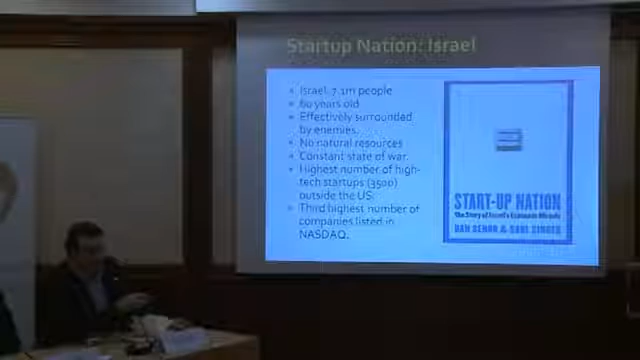 Startup Nation: Israel
Israel, 7.1m people
60 years old
Effectively surrounded
by enemies.
No natural resources
Constant state of war.
Highest number of high-
tech startups (3500)
outside the US.
Third highest number of
companies listed in
NASDAQ.
START-UP NATION
The Story of Israel's Economic Miracle
DAN SENOR & SAUL SINGER